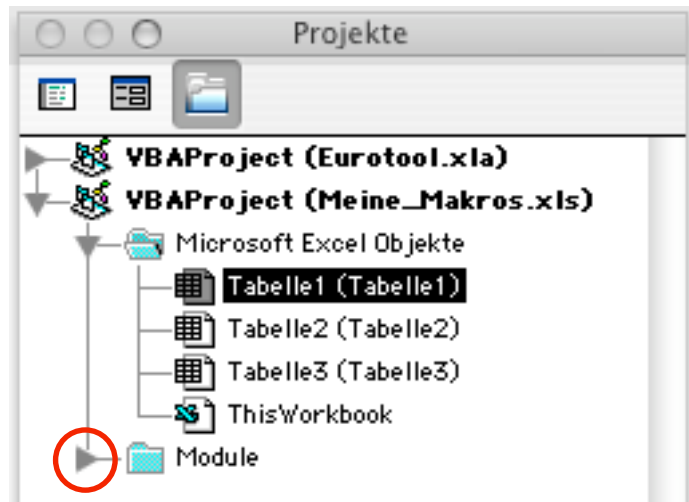 Projekte
VBAProject (Eurotool.xla)
VBAProject (Meine_Makros.xls)
Microsoft Excel Objekte
Tabelle1 (Tabelle1)
Tabelle2 (Tabelle2)
Tabelle3 (Tabelle3)
ThisWorkbook
Module